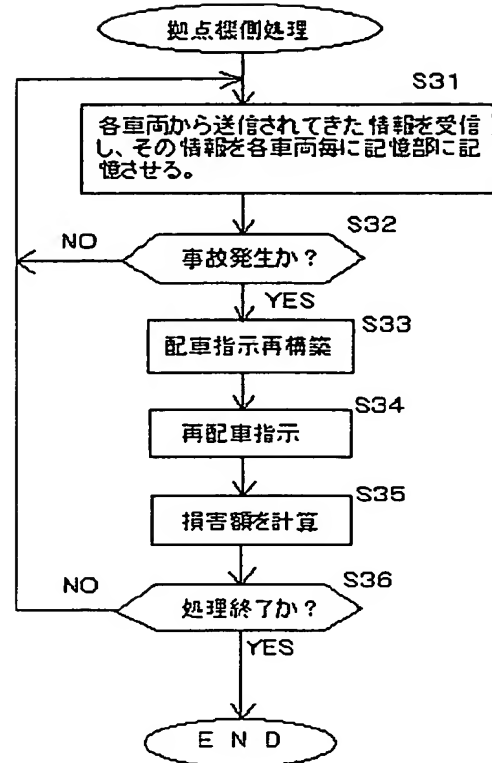 拠点機側処理
S31
各車両から送信されてきた情報を受信
し、その情報を各車両毎に記憶部に記
憶させる。
S32
NO
事故発生か？
YES
S33
配車指示再構築
S34
再配車指示
S35
損害額を計算
S36
NO
処理終了か？
YES
ＥＮＤ